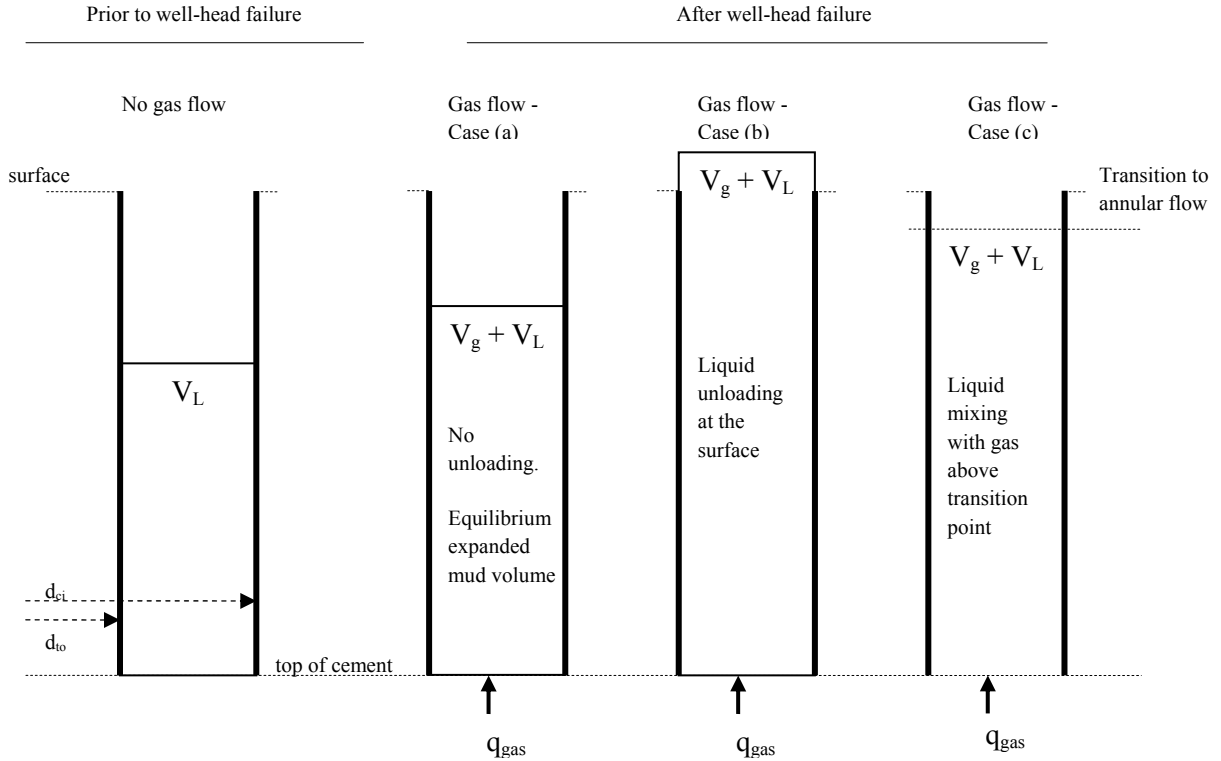 Prior to well-head failure
After well-head failure
No gas flow
Gas flow -
Case (a)
Gas flow -
Case (b)
Gas flow -
Case (c)
surface
Transition to
annular flow
V_L
V_g + V_L
V_g + V_L
V_g + V_L
No
unloading.
Equilibrium
expanded
mud volume
Liquid
unloading
at the
surface
Liquid
mixing
with gas
above
transition
point
d_ci
d_to
top of cement
q_gas
q_gas
q_gas